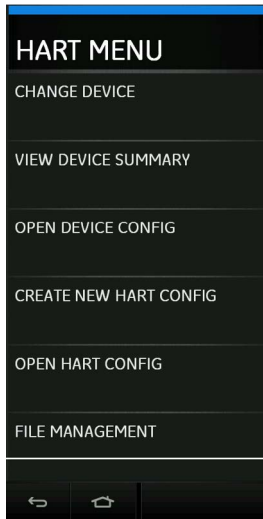 HART MENU
CHANGE DEVICE
VIEW DEVICE SUMMARY
OPEN DEVICE CONFIG
CREATE NEW HART CONFIG
OPEN HART CONFIG
FILE MANAGEMENT